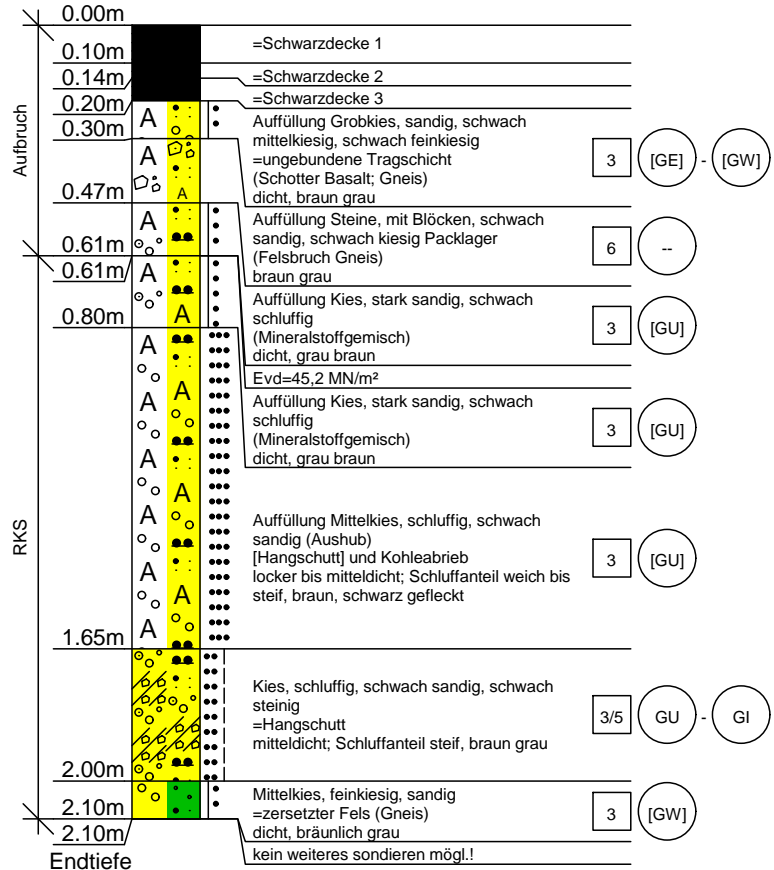 0.00m
=Schwarzdecke 1
0.10m
0.14m
=Schwarzdecke 2
0.20m
=Schwarzdecke 3
Aufbruch
A
0.30m
Auffüllung Grobkies, sandig, schwach
mittelkiesig, schwach feinkiesig
=ungebundene Tragschicht
(Schotter Basalt; Gneis)
dicht, braun grau
3 [GE] - [GW]
A
A
0.47m
Auffüllung Steine, mit Blöcken, schwach
sandig, schwach kiesig Packlager
(Felsbruch Gneis)
braun grau
6 --
A
0.61m
0.61m
Auffüllung Kies, stark sandig, schwach
schluffig
(Mineralstoffgemisch)
dicht, grau braun
3 [GU]
A
A
0.80m
Evd=45,2 MN/m²
Auffüllung Kies, stark sandig, schwach
schluffig
(Mineralstoffgemisch)
dicht, grau braun
3 [GU]
RKS
A
A
A
A
A
A
A
A
Auffüllung Mittelkies, schluffig, schwach
sandig (Aushub)
[Hangschutt] und Kohleabrieb
locker bis mitteldicht; Schluffanteil weich bis
steif, braun, schwarz gefleckt
3 [GU]
1.65m
Kies, schluffig, schwach sandig, schwach
steinig
=Hangschutt
mitteldicht; Schluffanteil steif, braun grau
3/5 GU - GI
2.00m
Mittelkies, feinkiesig, sandig
=zersetzter Fels (Gneis)
dicht, bräunlich grau
3 [GW]
2.10m
2.10m
kein weiteres sondieren mögl.!
Endtiefe